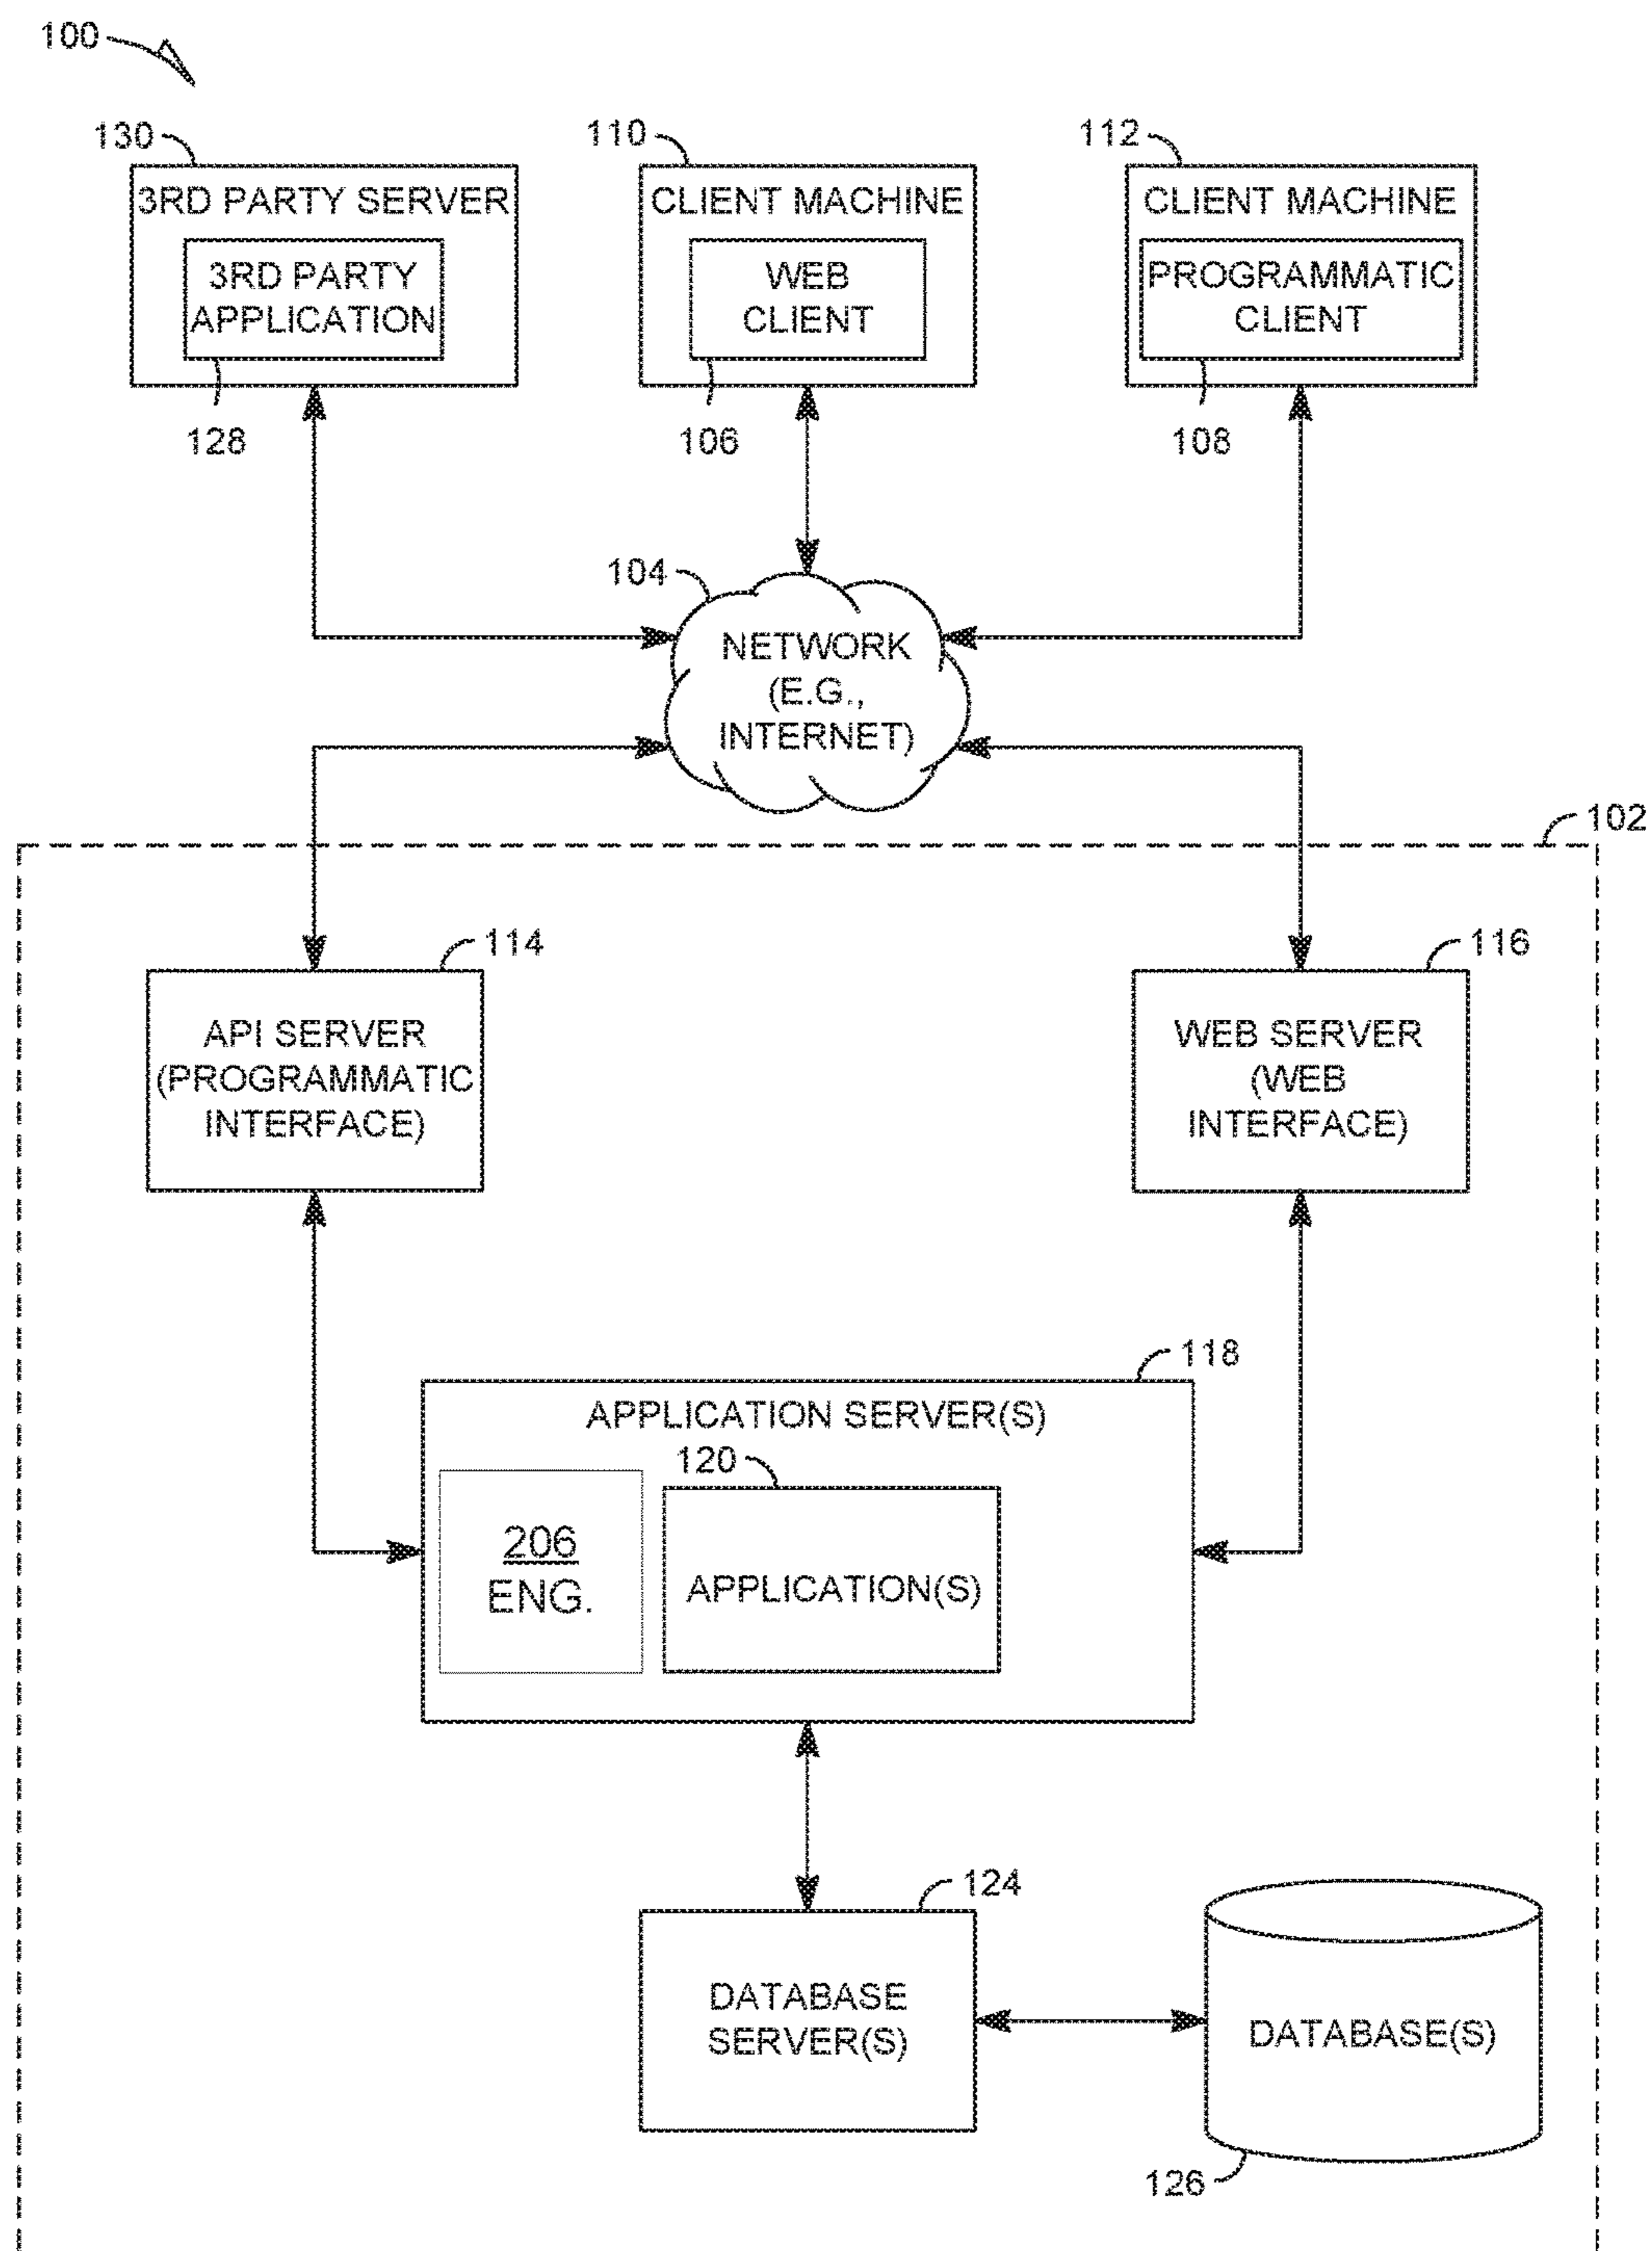 100
130
110
112
3RD PARTY SERVER
CLIENT MACHINE
CLIENT MACHINE
3RD PARTY
APPLICATION
WEB
CLIENT
PROGRAMMATIC
CLIENT
128
106
108
104
NETWORK
(E.G.,
INTERNET)
102
114
116
API SERVER
(PROGRAMMATIC
INTERFACE)
WEB SERVER
(WEB
INTERFACE)
118
APPLICATION SERVER(S)
120
206
ENG.
APPLICATION(S)
124
DATABASE
SERVER(S)
DATABASE(S)
126